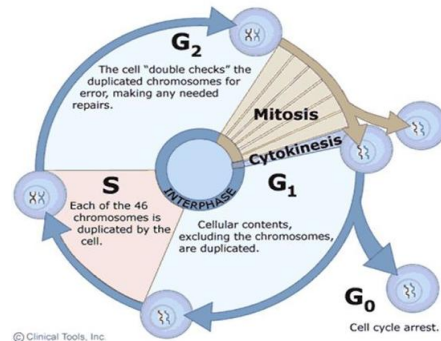 G2
The cell "double checks" the
duplicated chromosomes for
error, making any needed
repairs.
Mitosis
Cytokinesis
INTERPHASE
S
Each of the 46
chromosomes is
duplicated by the
cell.
G1
Cellular contents,
excluding the chromosomes,
are duplicated.
G0
Cell cycle arrest.
© Clinical Tools, Inc.